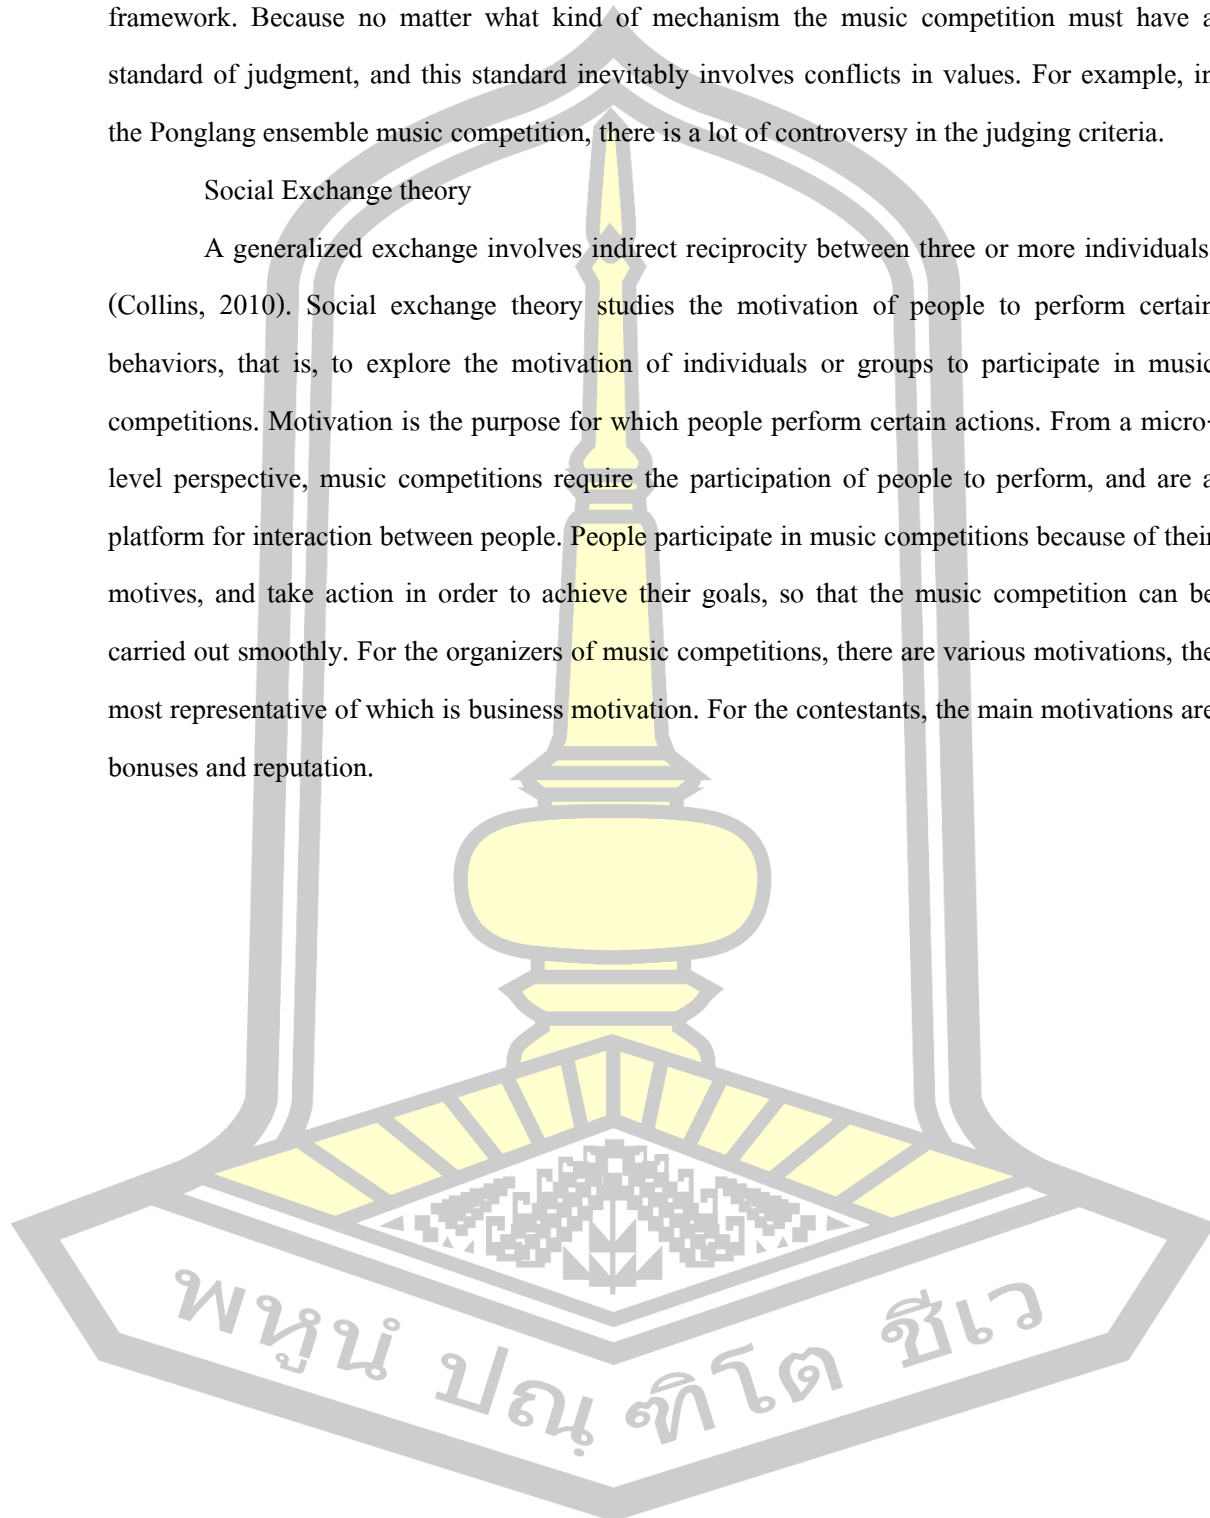 framework. Because no matter what kind of mechanism the music competition must have a
standard of judgment, and this standard inevitably involves conflicts in values. For example, in
the Ponglang ensemble music competition, there is a lot of controversy in the judging criteria.
Social Exchange theory
A generalized exchange involves indirect reciprocity between three or more individuals
(Collins, 2010). Social exchange theory studies the motivation of people to perform certain
behaviors, that is, to explore the motivation of individuals or groups to participate in music
competitions. Motivation is the purpose for which people perform certain actions. From a micro-
level perspective, music competitions require the participation of people to perform, and are a
platform for interaction between people. People participate in music competitions because of their
motives, and take action in order to achieve their goals, so that the music competition can be
carried out smoothly. For the organizers of music competitions, there are various motivations, the
most representative of which is business motivation. For the contestants, the main motivations are
bonuses and reputation.
พหูนํ ปณฺฑิโต ชีเว